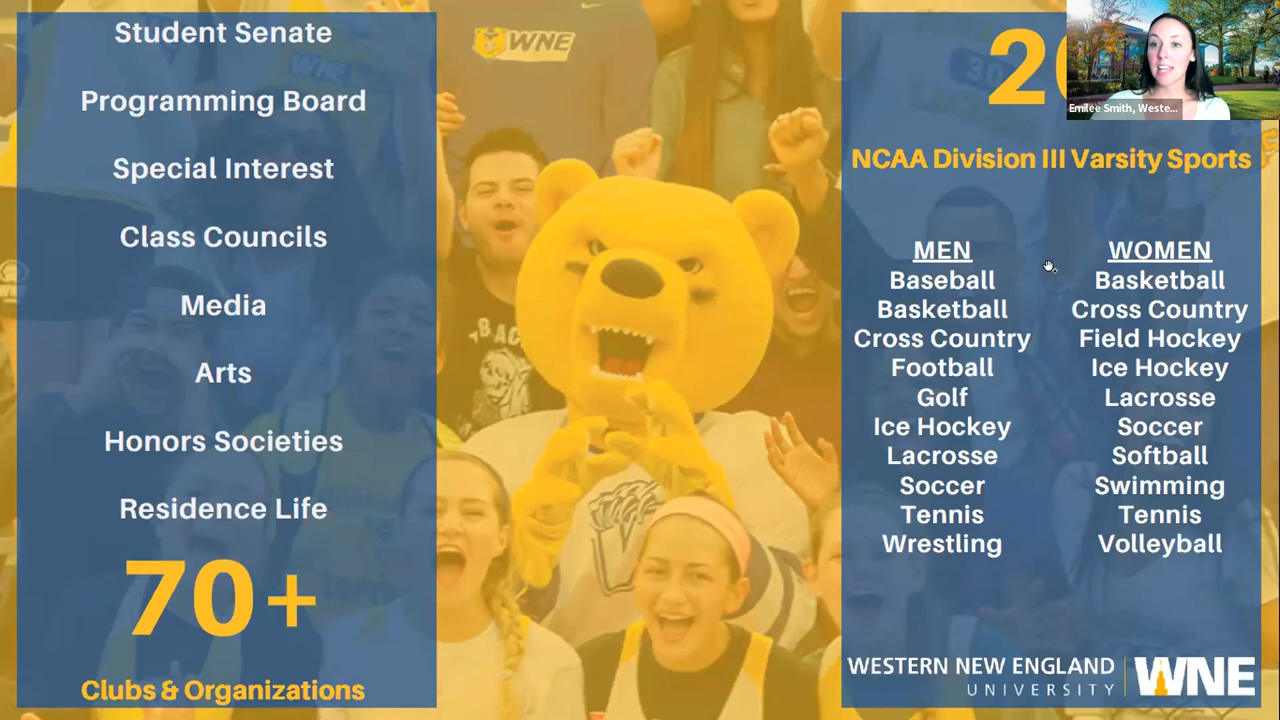 Student Senate
Programming Board
Special Interest
Class Councils
Media
Arts
Honors Societies
Residence Life
70+
Clubs & Organizations
WNE
BAC
20
Emilee Smith, Weste...
NCAA Division III Varsity Sports
MEN
Baseball
Basketball
Cross Country
Football
Golf
Ice Hockey
Lacrosse
Soccer
Tennis
Wrestling
WOMEN
Basketball
Cross Country
Field Hockey
Ice Hockey
Lacrosse
Soccer
Softball
Swimming
Tennis
Volleyball
WESTERN NEW ENGLAND
UNIVERSITY
WNE